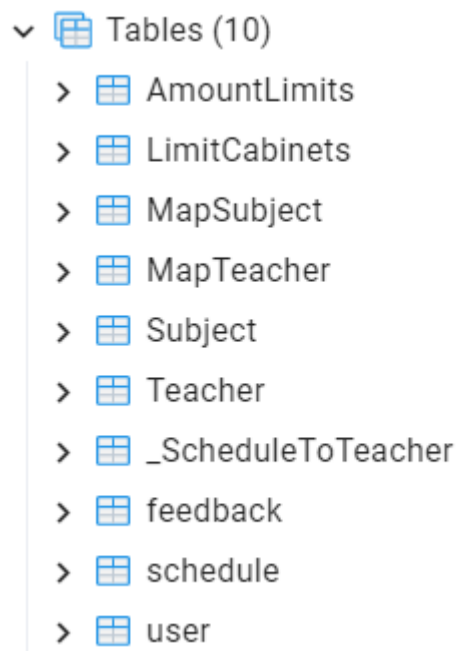 Tables (10)
AmountLimits
LimitCabinets
MapSubject
MapTeacher
Subject
Teacher
_ScheduleToTeacher
feedback
schedule
user